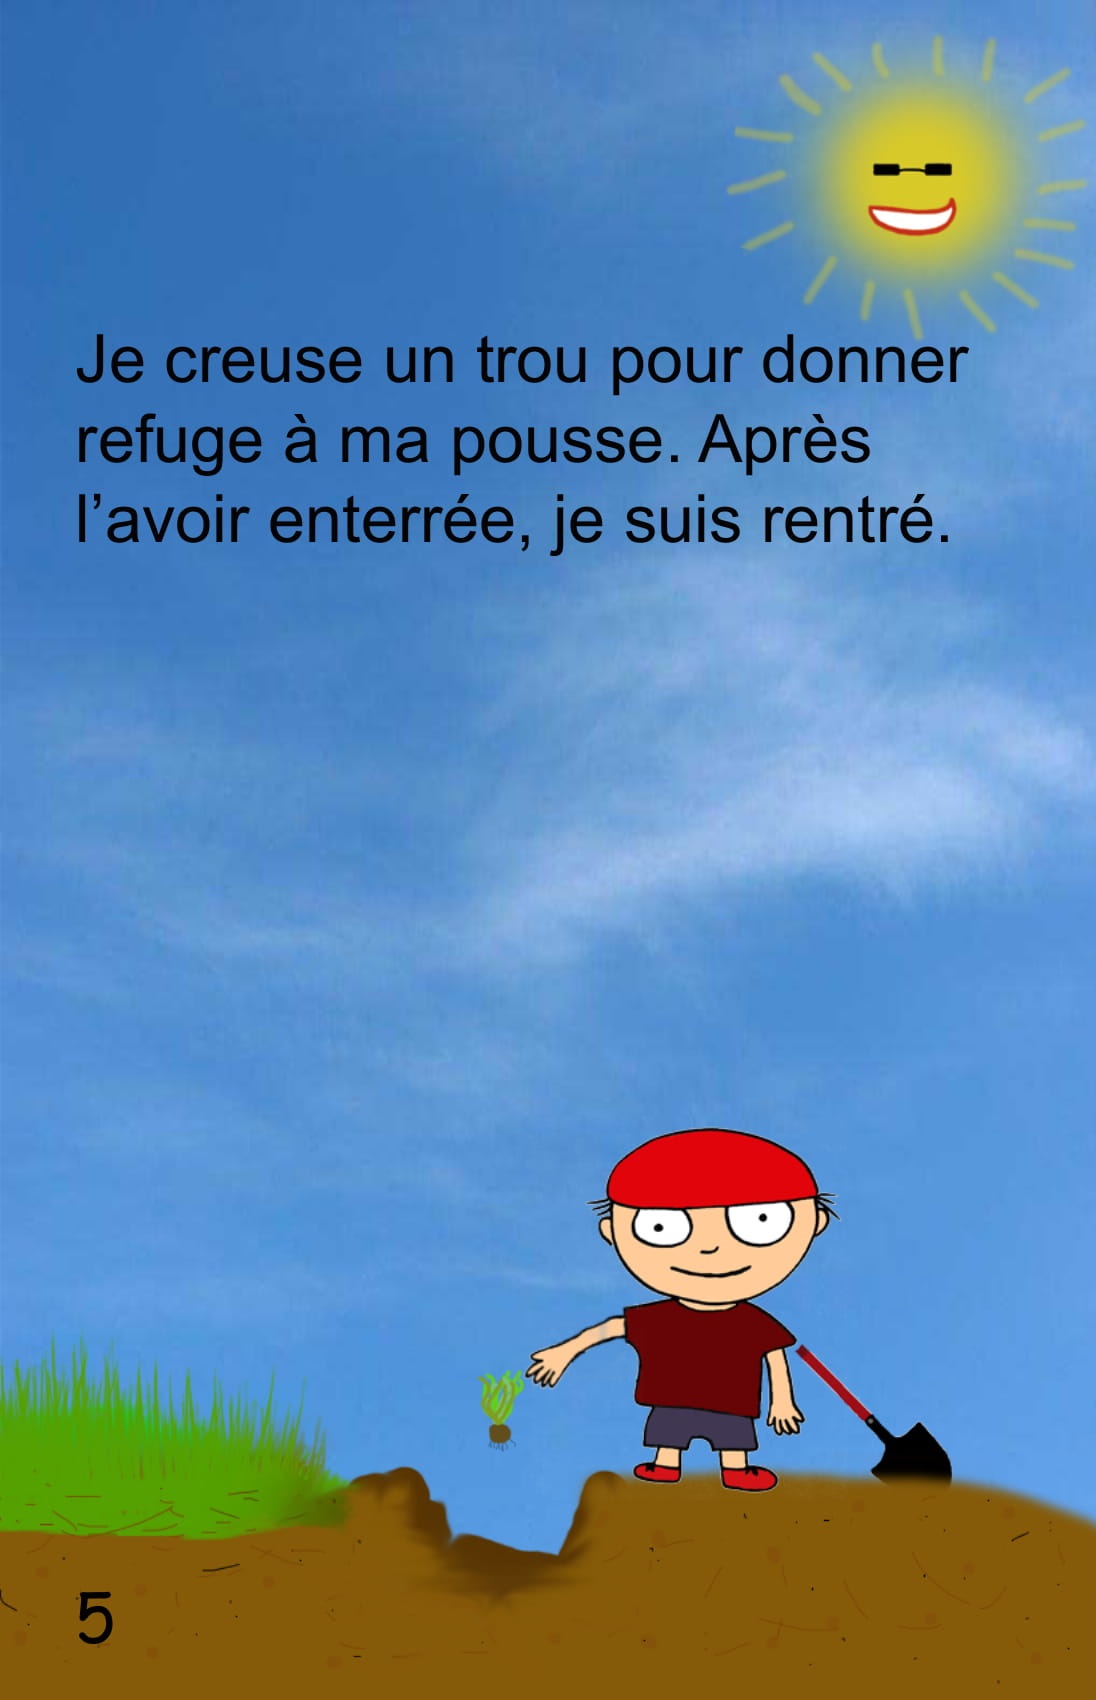 Je creuse un trou pour donner
refuge à ma pousse. Après
l’avoir enterrée, je suis rentré.
5